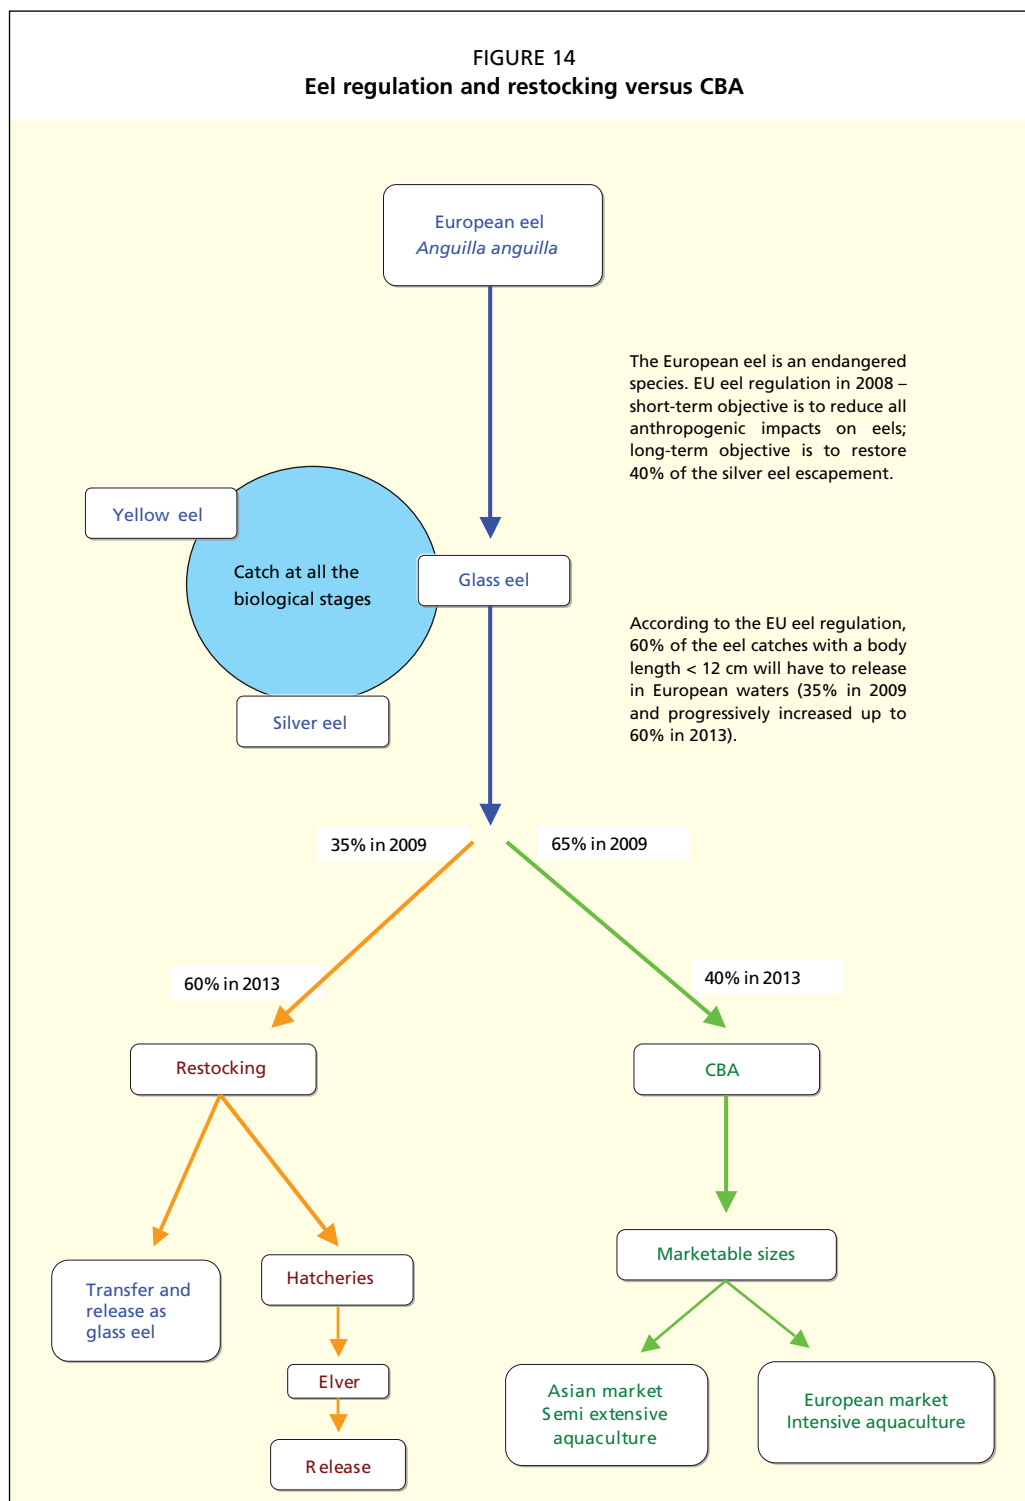 FIGURE 14
Eel regulation and restocking versus CBA
European eel
Anguilla anguilla
The European eel is an endangered
species. EU eel regulation in 2008 –
short-term objective is to reduce all
anthropogenic impacts on eels;
long-term objective is to restore
40% of the silver eel escapement.
Yellow eel
Catch at all the
biological stages
Glass eel
Silver eel
According to the EU eel regulation,
60% of the eel catches with a body
length < 12 cm will have to release
in European waters (35% in 2009
and progressively increased up to
60% in 2013).
35% in 2009
65% in 2009
60% in 2013
40% in 2013
Restocking
CBA
Transfer and
release as
glass eel
Hatcheries
Elver
Release
Marketable sizes
Asian market
Semi extensive
aquaculture
European market
Intensive aquaculture